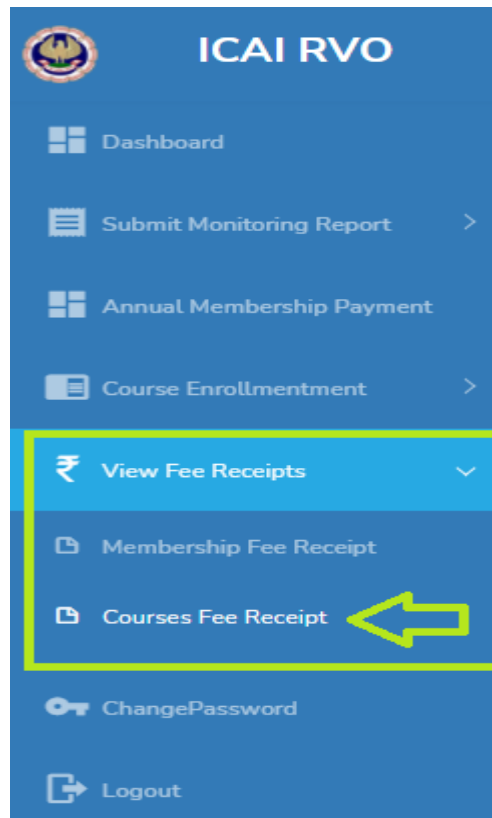 ICAI RVO
Dashboard
Submit Monitoring Report
Annual Membership Payment
Course Enrollmentment
₹ View Fee Receipts
Membership Fee Receipt
Courses Fee Receipt
ChangePassword
Logout